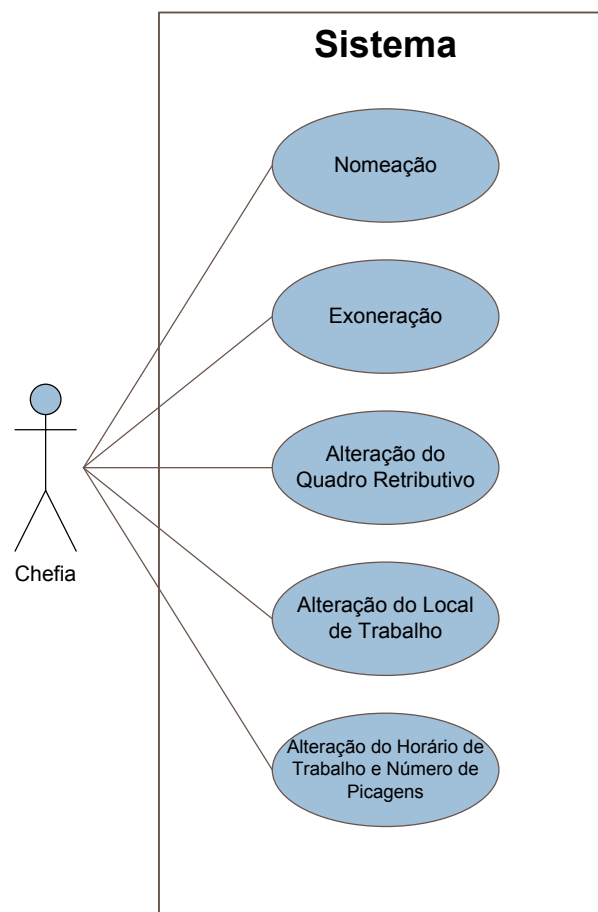 Sistema
Nomeação
Exoneração
Alteração do
Quadro Retributivo
Chefia
Alteração do Local
de Trabalho
Alteração do Horário de
Trabalho e Número de
Picagens